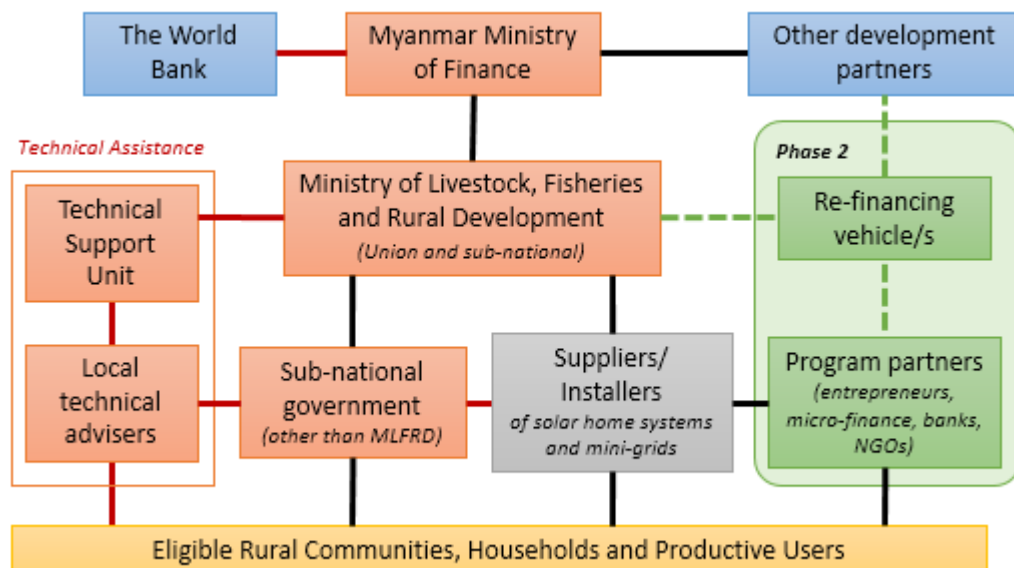 The World
Bank
Myanmar Ministry
of Finance
Other development
partners
Technical Assistance
Phase 2
Technical
Support
Unit
Ministry of Livestock, Fisheries
and Rural Development
(Union and sub-national)
Re-financing
vehicle/s
Local
technical
advisers
Sub-national
government
(other than MLFRD)
Suppliers/
Installers
of solar home systems
and mini-grids
Program partners
(entrepreneurs,
micro-finance, banks,
NGOs)
Eligible Rural Communities, Households and Productive Users